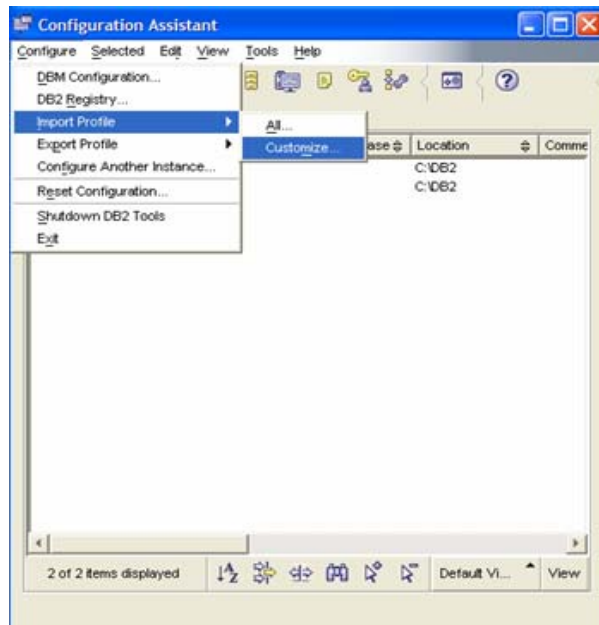 Configuration Assistant
Configure Selected Edit View Tools Help
DBM Configuration...
DB2 Registry...
Import Profile
All...
Export Profile
Customize...
ase Location Comme
Configure Another Instance...
C:\DB2
Reset Configuration...
C:\DB2
Shutdown DB2 Tools
Exit
2 of 2 items displayed Default Vi... View